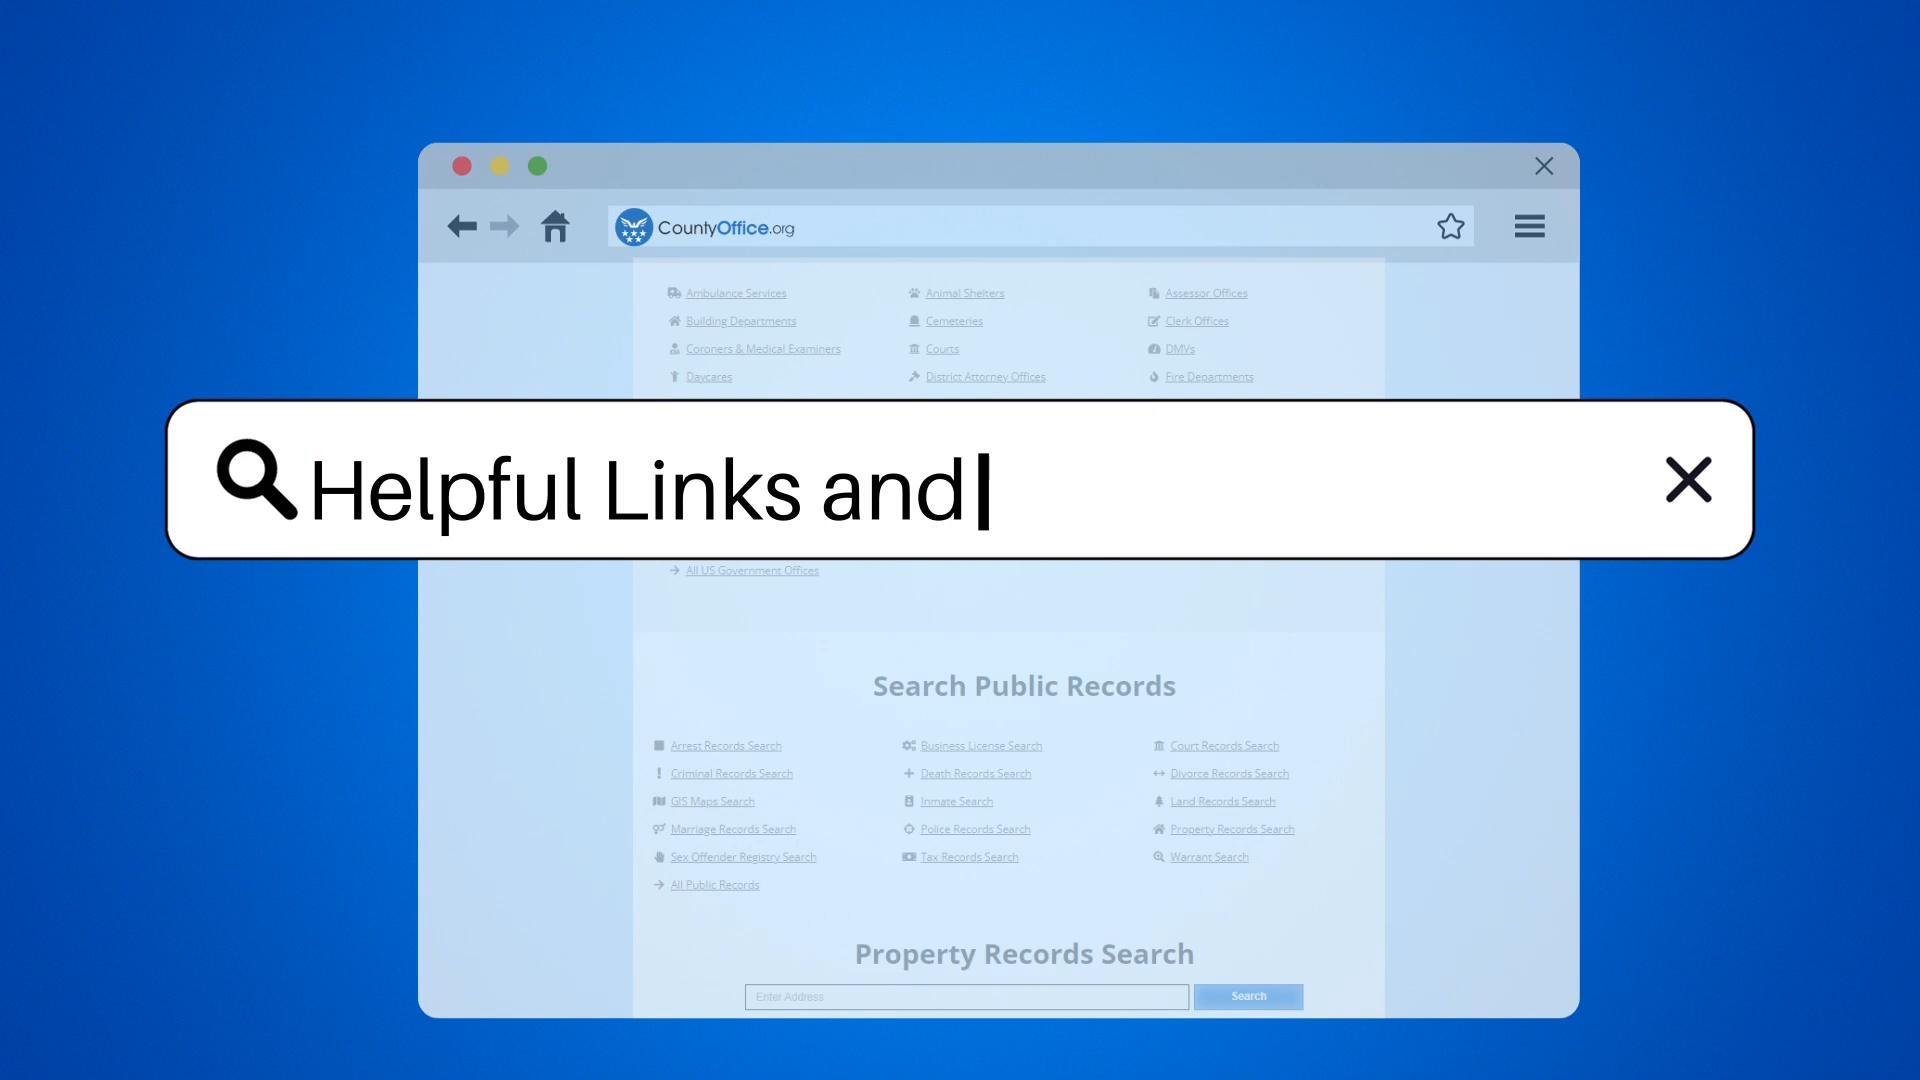 CountyOffice.org
Ambulance Services Animal Shelters Assessor Offices
Building Departments Cemeteries Clerk Offices
Coroners & Medical Examiners Courts DMVs
Daycares District Attorney Offices Fire Departments
Helpful Links and
All US Government Offices
Search Public Records
Arrest Records Search Business License Search Court Records Search
Criminal Records Search Death Records Search Divorce Records Search
GIS Maps Search Inmate Search Land Records Search
Marriage Records Search Police Records Search Property Records Search
Sex Offender Registry Search Tax Records Search Warrant Search
All Public Records
Property Records Search
Enter Address Search